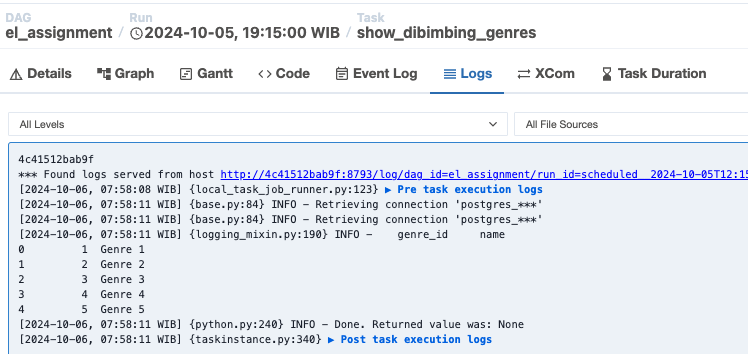 DAG Run Task
el_assignment / 2024-10-05, 19:15:00 WIB / show_dibimbing_genres
Details Graph Gantt Code Event Log Logs XCom Task Duration
All Levels All File Sources
4c41512bab9f
*** Found logs served from host http://4c41512bab9f:8793/log/dag_id=el_assignment/run_id=scheduled__2024-10-05T12:15
[2024-10-06, 07:58:08 WIB] {local_task_job_runner.py:123} ▶ Pre task execution logs
[2024-10-06, 07:58:11 WIB] {base.py:84} INFO - Retrieving connection 'postgres_***'
[2024-10-06, 07:58:11 WIB] {base.py:84} INFO - Retrieving connection 'postgres_***'
[2024-10-06, 07:58:11 WIB] {logging_mixin.py:190} INFO -    genre_id     name
0         1  Genre 1
1         2  Genre 2
2         3  Genre 3
3         4  Genre 4
4         5  Genre 5
[2024-10-06, 07:58:11 WIB] {python.py:240} INFO - Done. Returned value was: None
[2024-10-06, 07:58:11 WIB] {taskinstance.py:340} ▶ Post task execution logs